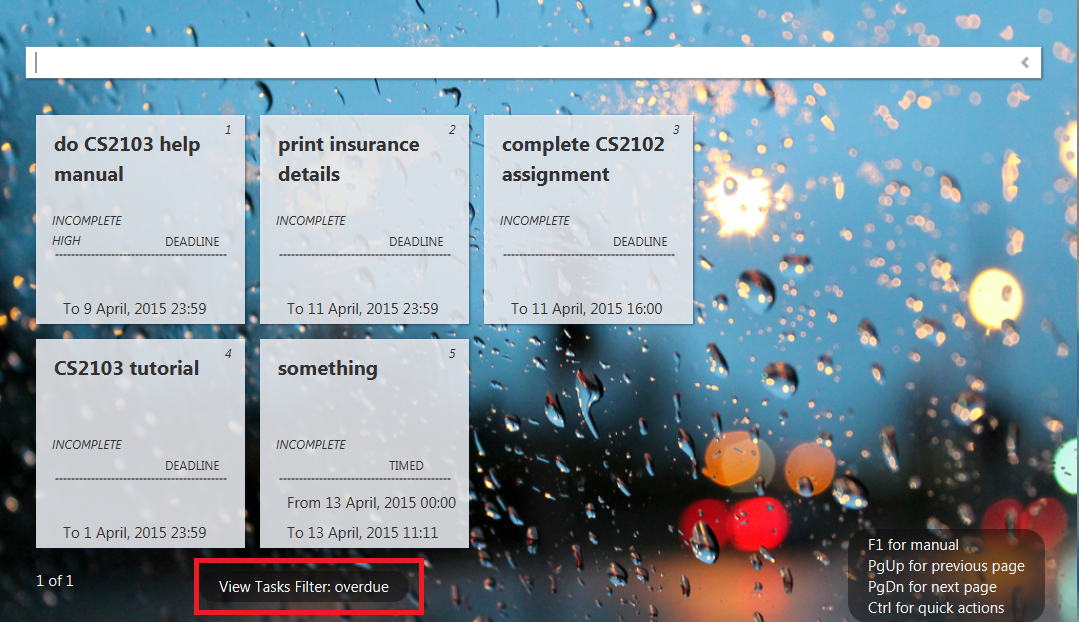 1
do CS2103 help
manual
INCOMPLETE
HIGH
DEADLINE
To 9 April, 2015 23:59
2
print insurance
details
INCOMPLETE
DEADLINE
To 11 April, 2015 23:59
3
complete CS2102
assignment
INCOMPLETE
DEADLINE
To 11 April, 2015 16:00
4
CS2103 tutorial
INCOMPLETE
DEADLINE
To 1 April, 2015 23:59
5
something
INCOMPLETE
TIMED
From 13 April, 2015 00:00
To 13 April, 2015 11:11
1 of 1
View Tasks Filter: overdue
F1 for manual
PgUp for previous page
PgDn for next page
Ctrl for quick actions